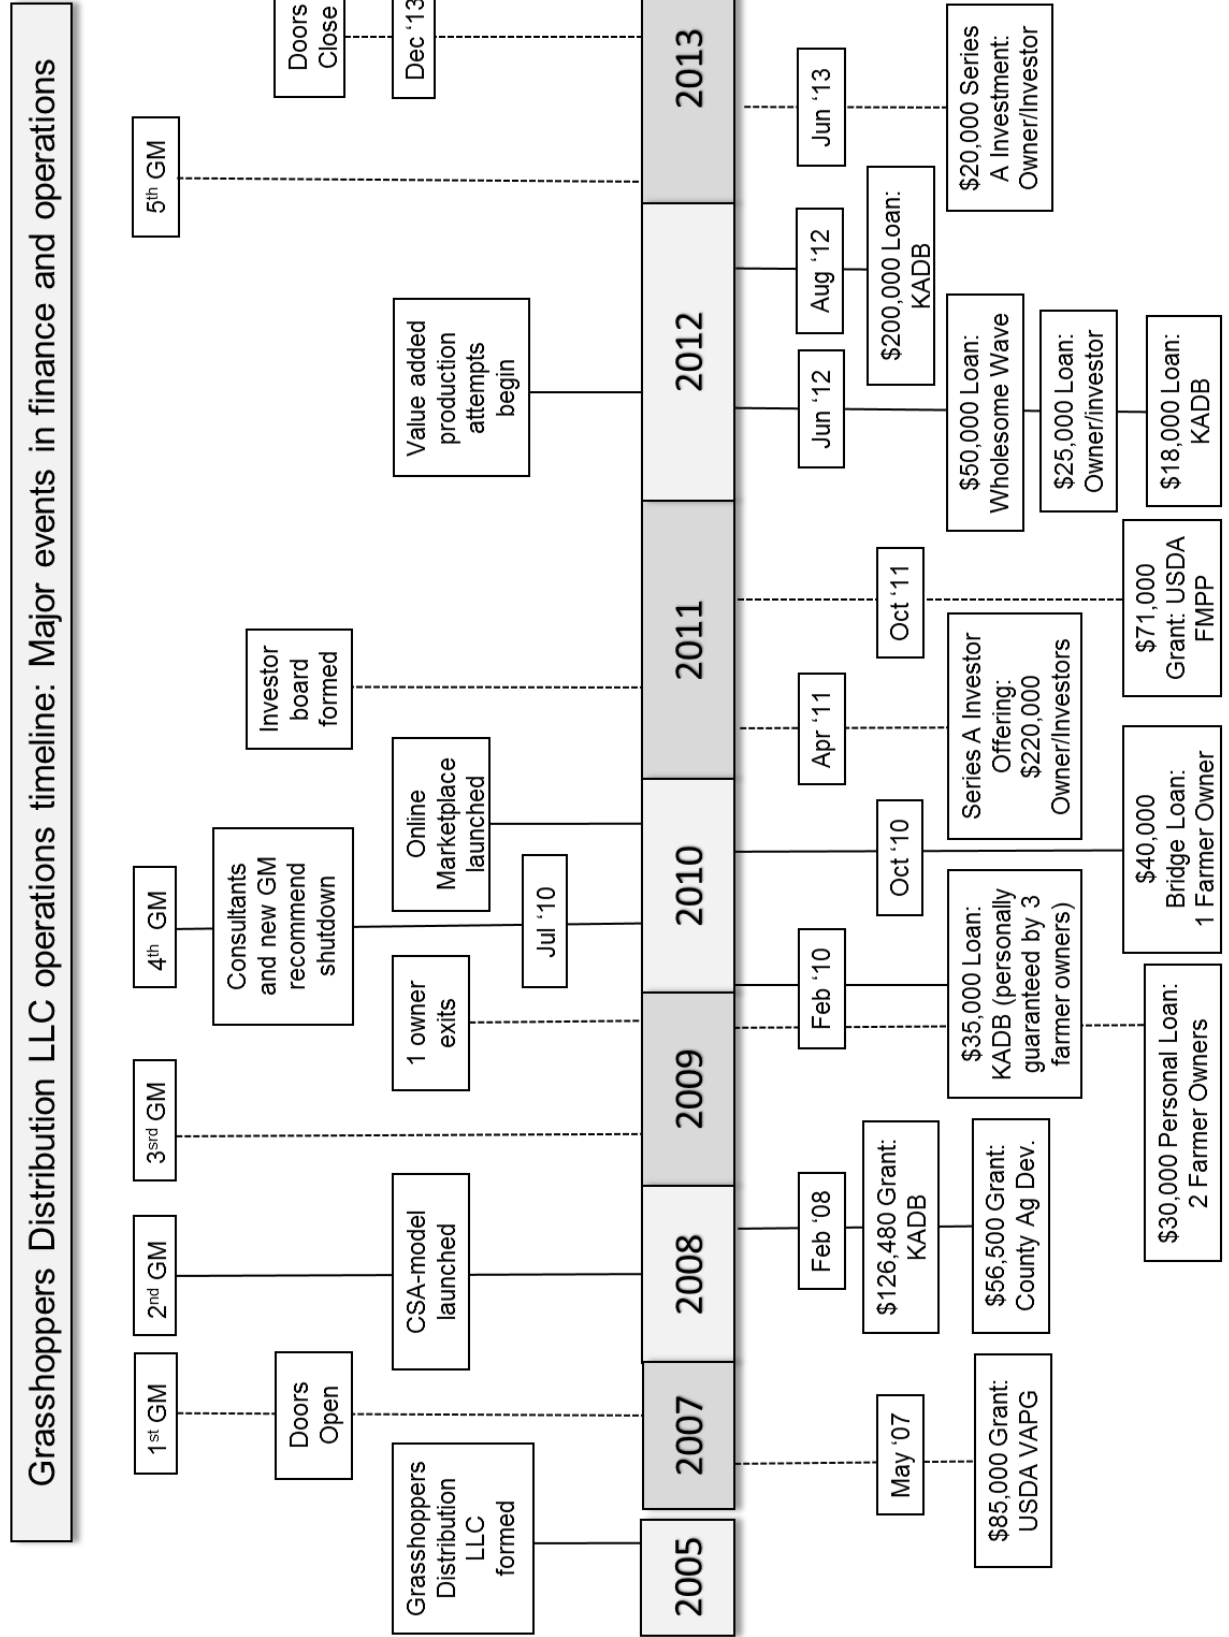 Grasshoppers Distribution LLC operations timeline: Major events in finance and operations
1st GM
2nd GM
3srd GM
4th GM
5th GM
Doors
Open
Consultants
and new GM
recommend
shutdown
Investor
board
formed
Doors
Close
Grasshoppers
Distribution
LLC
formed
CSA-model
launched
1 owner
exits
Online
Marketplace
launched
Value added
production
attempts
begin
Dec ‘13
Jul ‘10
2005
2007
2008
2009
2010
2011
2012
2013
May ‘07
$85,000 Grant:
USDA VAPG
Feb ‘08
$126,480 Grant:
KADB
$56,500 Grant:
County Ag Dev.
Feb ‘10
$35,000 Loan:
KADB (personally
guaranteed by 3
farmer owners)
$30,000 Personal Loan:
2 Farmer Owners
Oct ‘10
$40,000
Bridge Loan:
1 Farmer Owner
Apr ‘11
Series A Investor
Offering:
$220,000
Owner/Investors
Oct ‘11
$71,000
Grant: USDA
FMPP
Jun ‘12
$50,000 Loan:
Wholesome Wave
$25,000 Loan:
Owner/investor
$18,000 Loan:
KADB
Aug ‘12
$200,000 Loan:
KADB
Jun ‘13
$20,000 Series
A Investment:
Owner/Investor